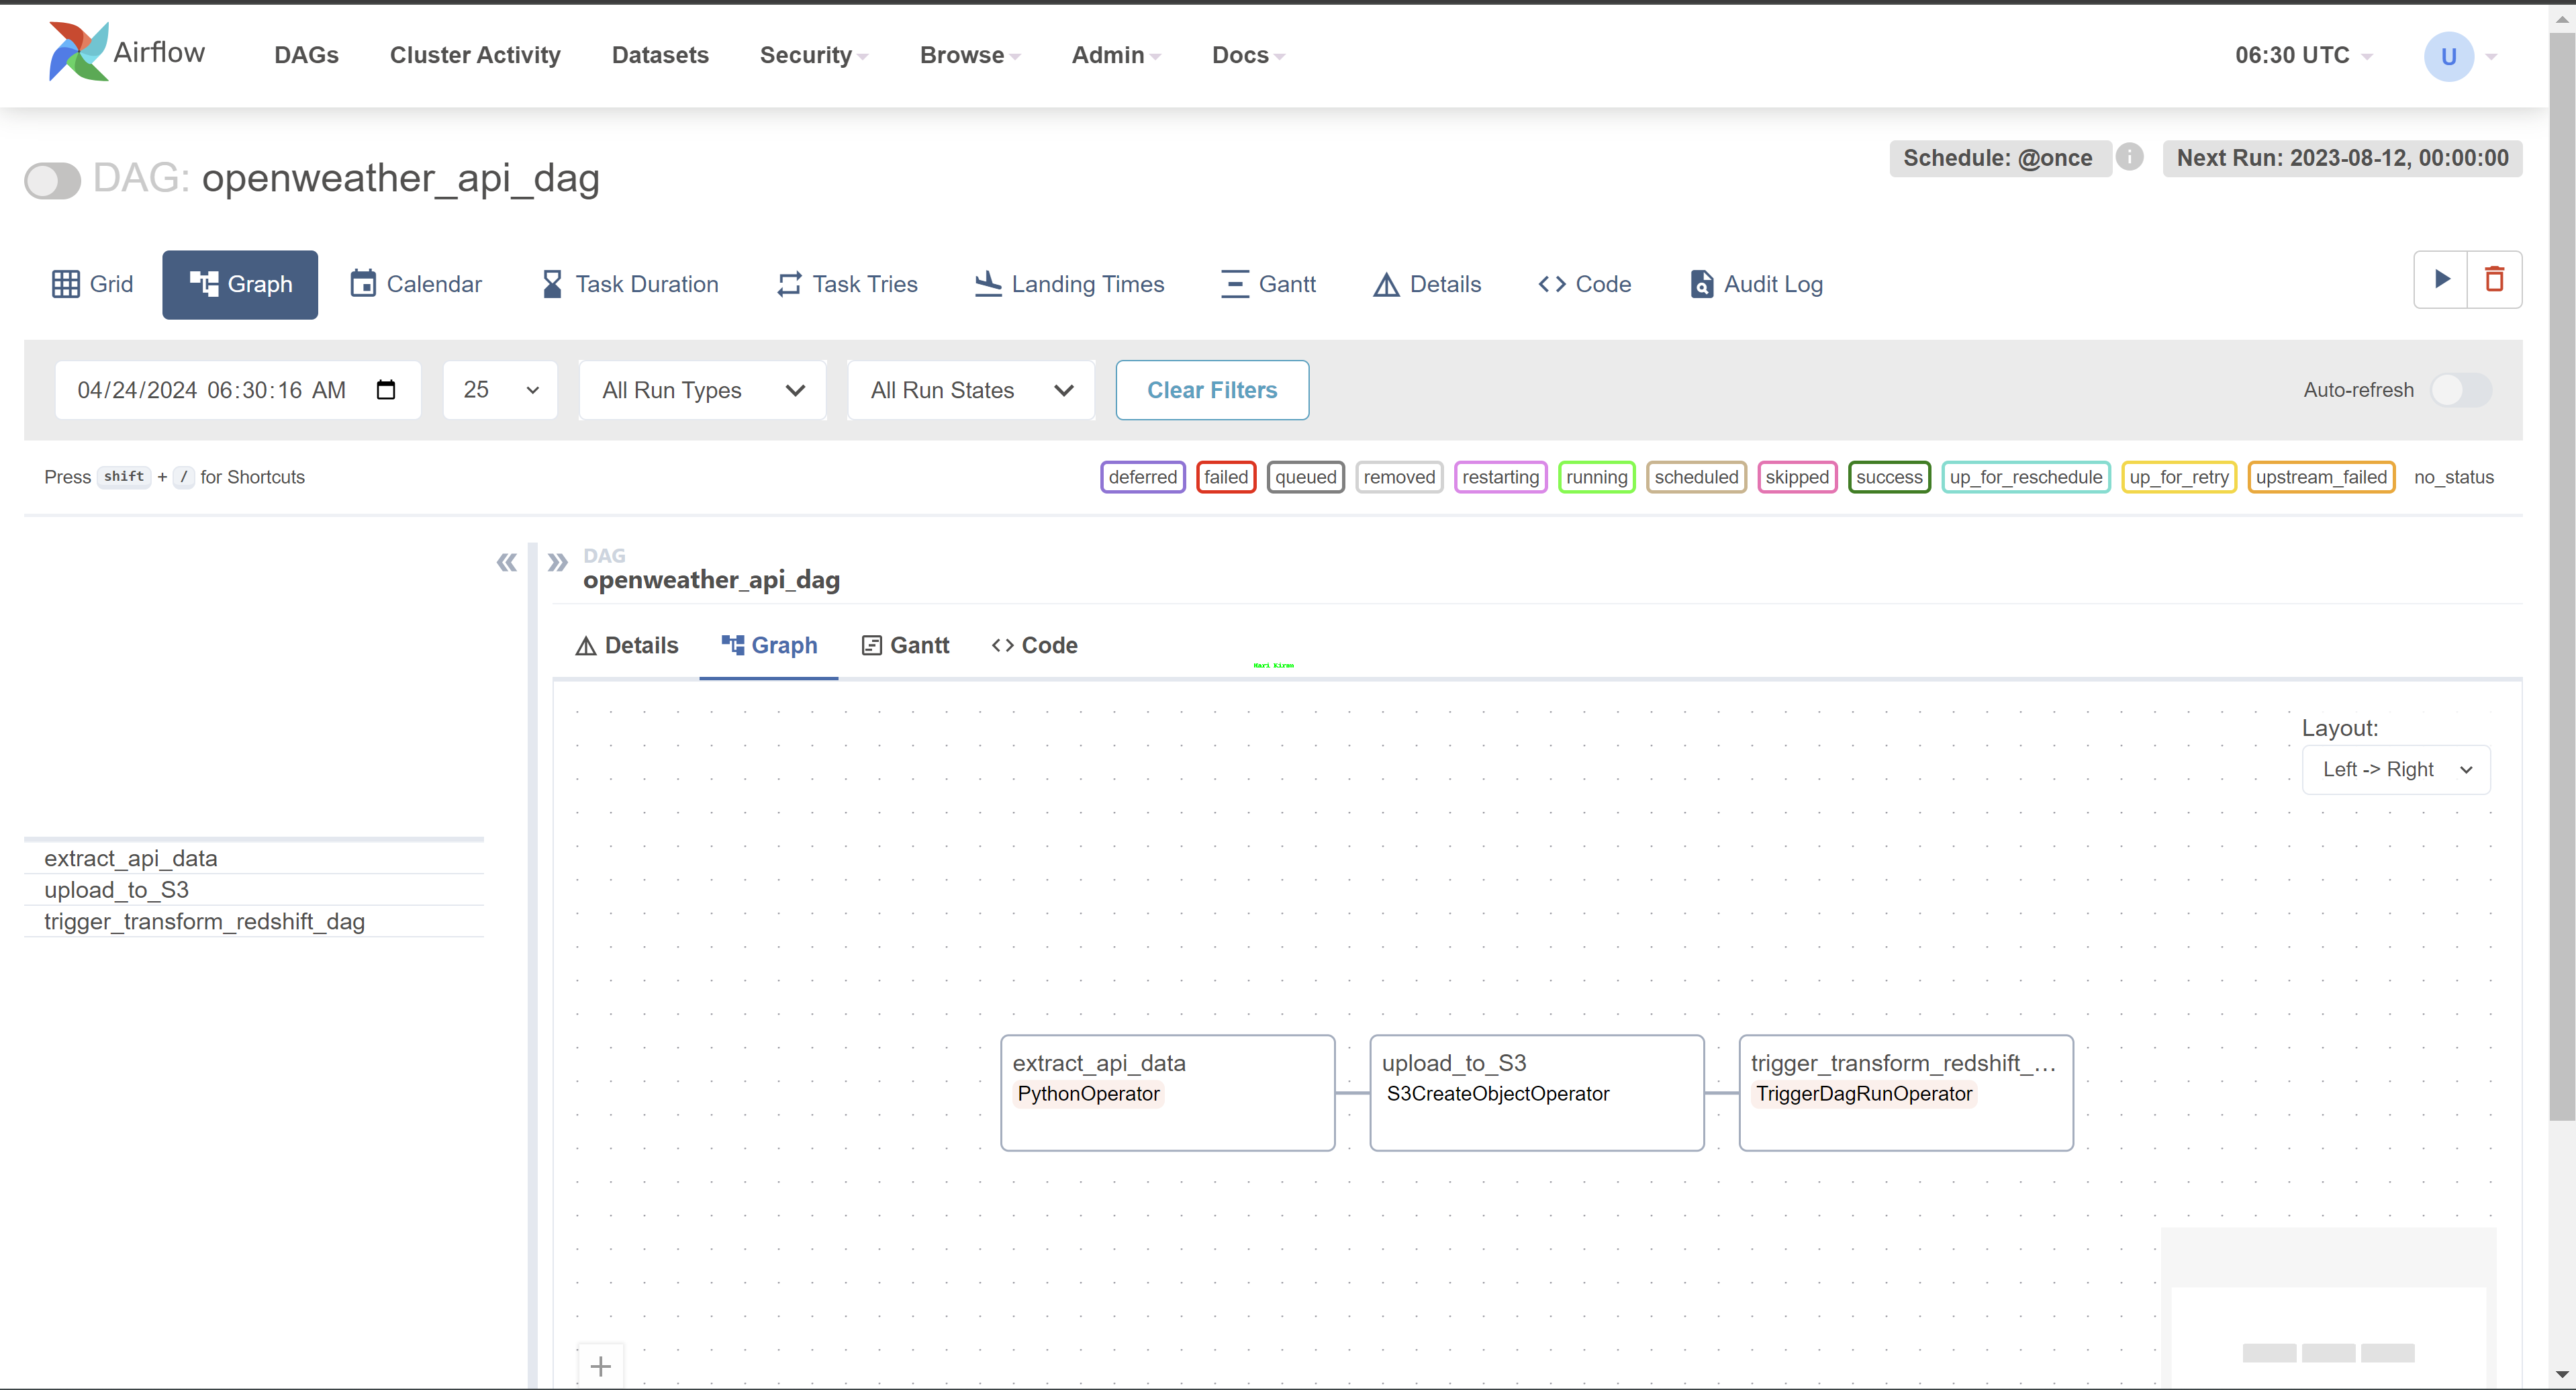 Airflow DAGs Cluster Activity Datasets Security Browse Admin Docs 06:30 UTC U
DAG: openweather_api_dag Schedule: @once i Next Run: 2023-08-12, 00:00:00
Grid Graph Calendar Task Duration Task Tries Landing Times Gantt Details Code Audit Log
04/24/2024 06:30:16 AM 25 All Run Types All Run States Clear Filters Auto-refresh
Press shift + / for Shortcuts deferred failed queued removed restarting running scheduled skipped success up_for_reschedule up_for_retry upstream_failed no_status
DAG
openweather_api_dag
Details Graph Gantt Code
Hari Kiran
Layout:
Left -> Right
extract_api_data
upload_to_S3
trigger_transform_redshift_dag
extract_api_data
PythonOperator
upload_to_S3
S3CreateObjectOperator
trigger_transform_redshift_...
TriggerDagRunOperator